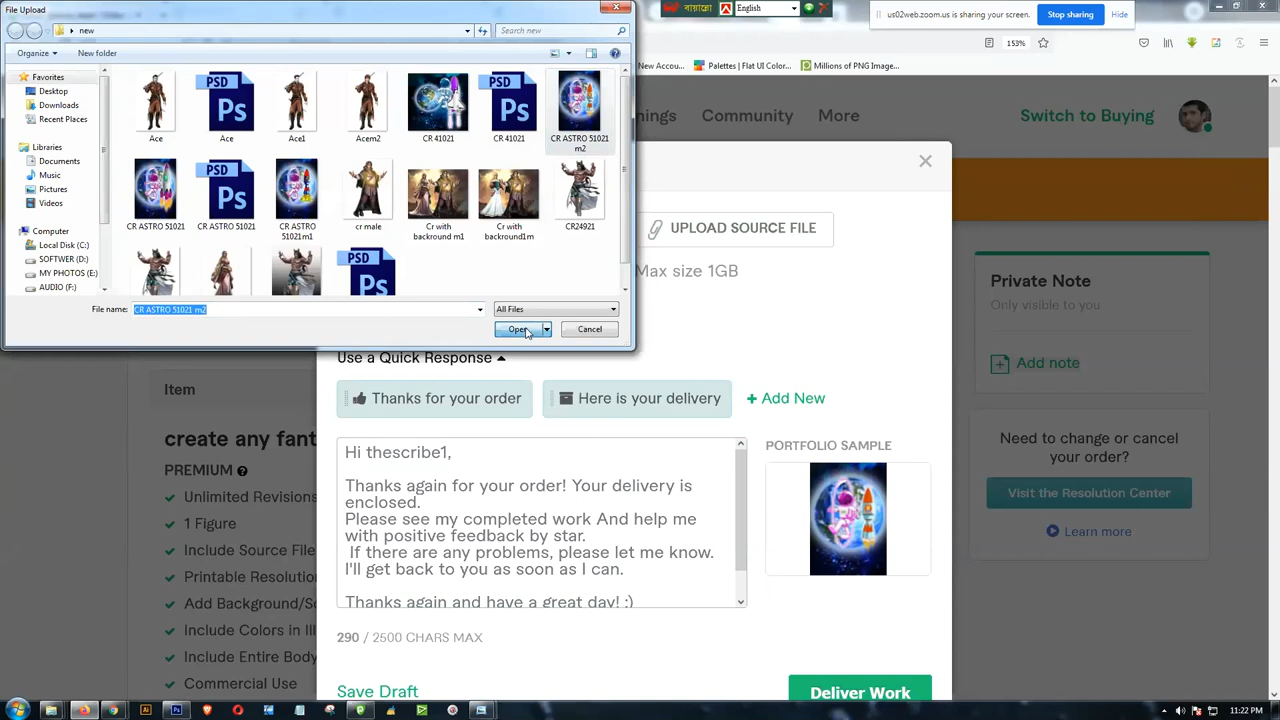 File Upload
new
Search new
Organize
New folder
Favorites
Desktop
Downloads
Recent Places
Libraries
Documents
Music
Pictures
Videos
Computer
Local Disk (C:)
SOFTWER (D:)
MY PHOTOS (E:)
AUDIO (F:)
PSD
Ps
PSD
Ps
Ace
Ace
Ace1
Acem2
CR 41021
CR 41021
CR ASTRO 51021
m2
PSD
Ps
CR ASTRO 51021
CR ASTRO 51021
CR ASTRO
51021m1
cr male
Cr with
backround m1
Cr with
backround1m
CR24921
PSD
Ps
File name:
CR ASTRO 51021 m2
All Files
Open
Cancel
বায়ান্নো
English
us02web.zoom.us is sharing your screen.
Stop sharing
Hide
153%
New Accou...
Palettes | Flat UI Color...
Millions of PNG Image...
Community
More
Switch to Buying
UPLOAD SOURCE FILE
Max size 1GB
Use a Quick Response
Thanks for your order
Here is your delivery
+ Add New
Hi thescribe1,
Thanks again for your order! Your delivery is
enclosed.
Please see my completed work And help me
with positive feedback by star.
If there are any problems, please let me know.
I'll get back to you as soon as I can.
Thanks again and have a great day! :)
290 / 2500 CHARS MAX
PORTFOLIO SAMPLE
Save Draft
Deliver Work
Item
create any fant
PREMIUM
Unlimited Revisions
1 Figure
Include Source File
Printable Resolutio
Add Background/Sc
Include Colors in Ill
Include Entire Body
Commercial Use
Private Note
Only visible to you
Add note
Need to change or cancel
your order?
Visit the Resolution Center
Learn more
11:22 PM